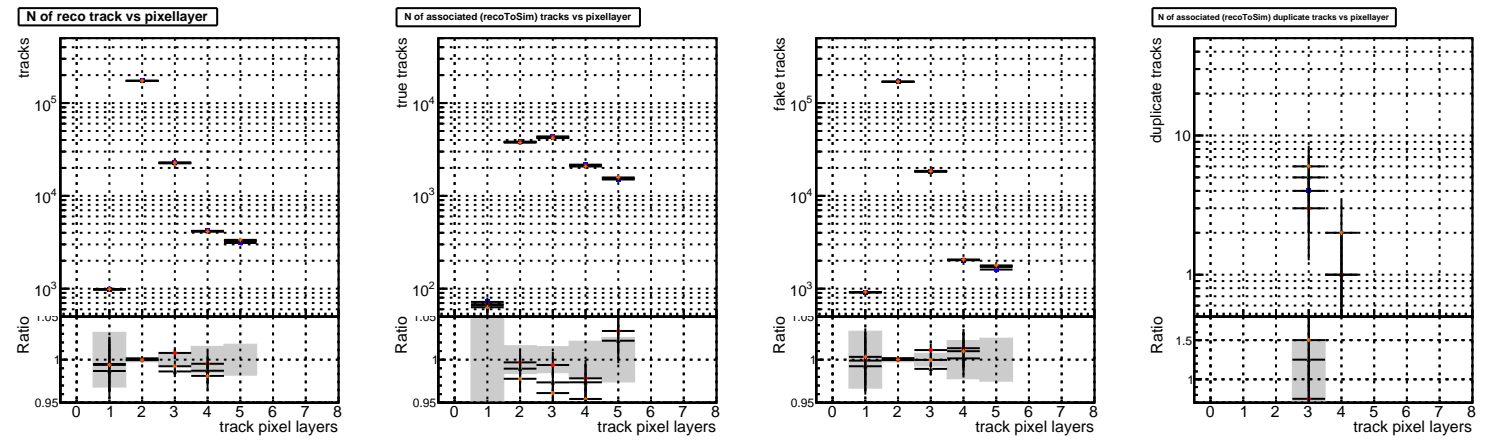 N of reco track vs pixellayer
tracks
10^5
10^4
10^3
Ratio
1.05
1
0.95
0 1 2 3 4 5 6 7 8
track pixel layers
N of associated (recoToSim) tracks vs pixellayer
true tracks
10^4
10^3
10^2
Ratio
1.05
1
0.95
0 1 2 3 4 5 6 7 8
track pixel layers
fake tracks
10^5
10^4
10^3
Ratio
1.05
1
0.95
0 1 2 3 4 5 6 7 8
track pixel layers
N of associated (recoToSim) duplicate tracks vs pixellayer
duplicate tracks
10
1
Ratio
1.5
1
0 1 2 3 4 5 6 7 8
track pixel layers